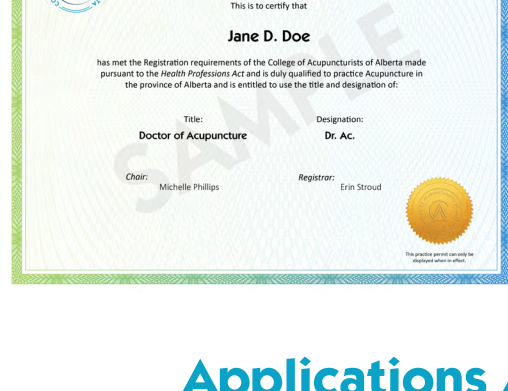 This is to certify that
Jane D. Doe
has met the Registration requirements of the College of Acupuncturists of Alberta made
pursuant to the Health Professions Act and is duly qualified to practice Acupuncture in
the province of Alberta and is entitled to use the title and designation of:
Title: Designation:
Doctor of Acupuncture Dr. Ac.
Chair: Registrar:
Michelle Phillips Erin Stroud
SAMPLE
This practice permit can only be
displayed when in effect.
Applications